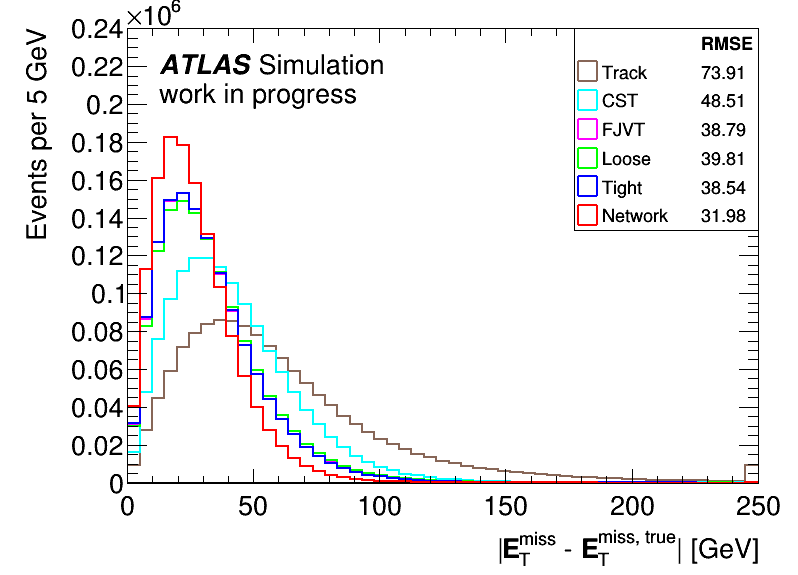 ×10⁶
0.24
0.22
0.2
0.18
0.16
0.14
0.12
0.1
0.08
0.06
0.04
0.02
0
Events per 5 GeV
ATLAS Simulation
work in progress
RMSE
Track 73.91
CST 48.51
FJVT 38.79
Loose 39.81
Tight 38.54
Network 31.98
0 50 100 150 200 250
|E_T^miss - E_T^miss, true| [GeV]